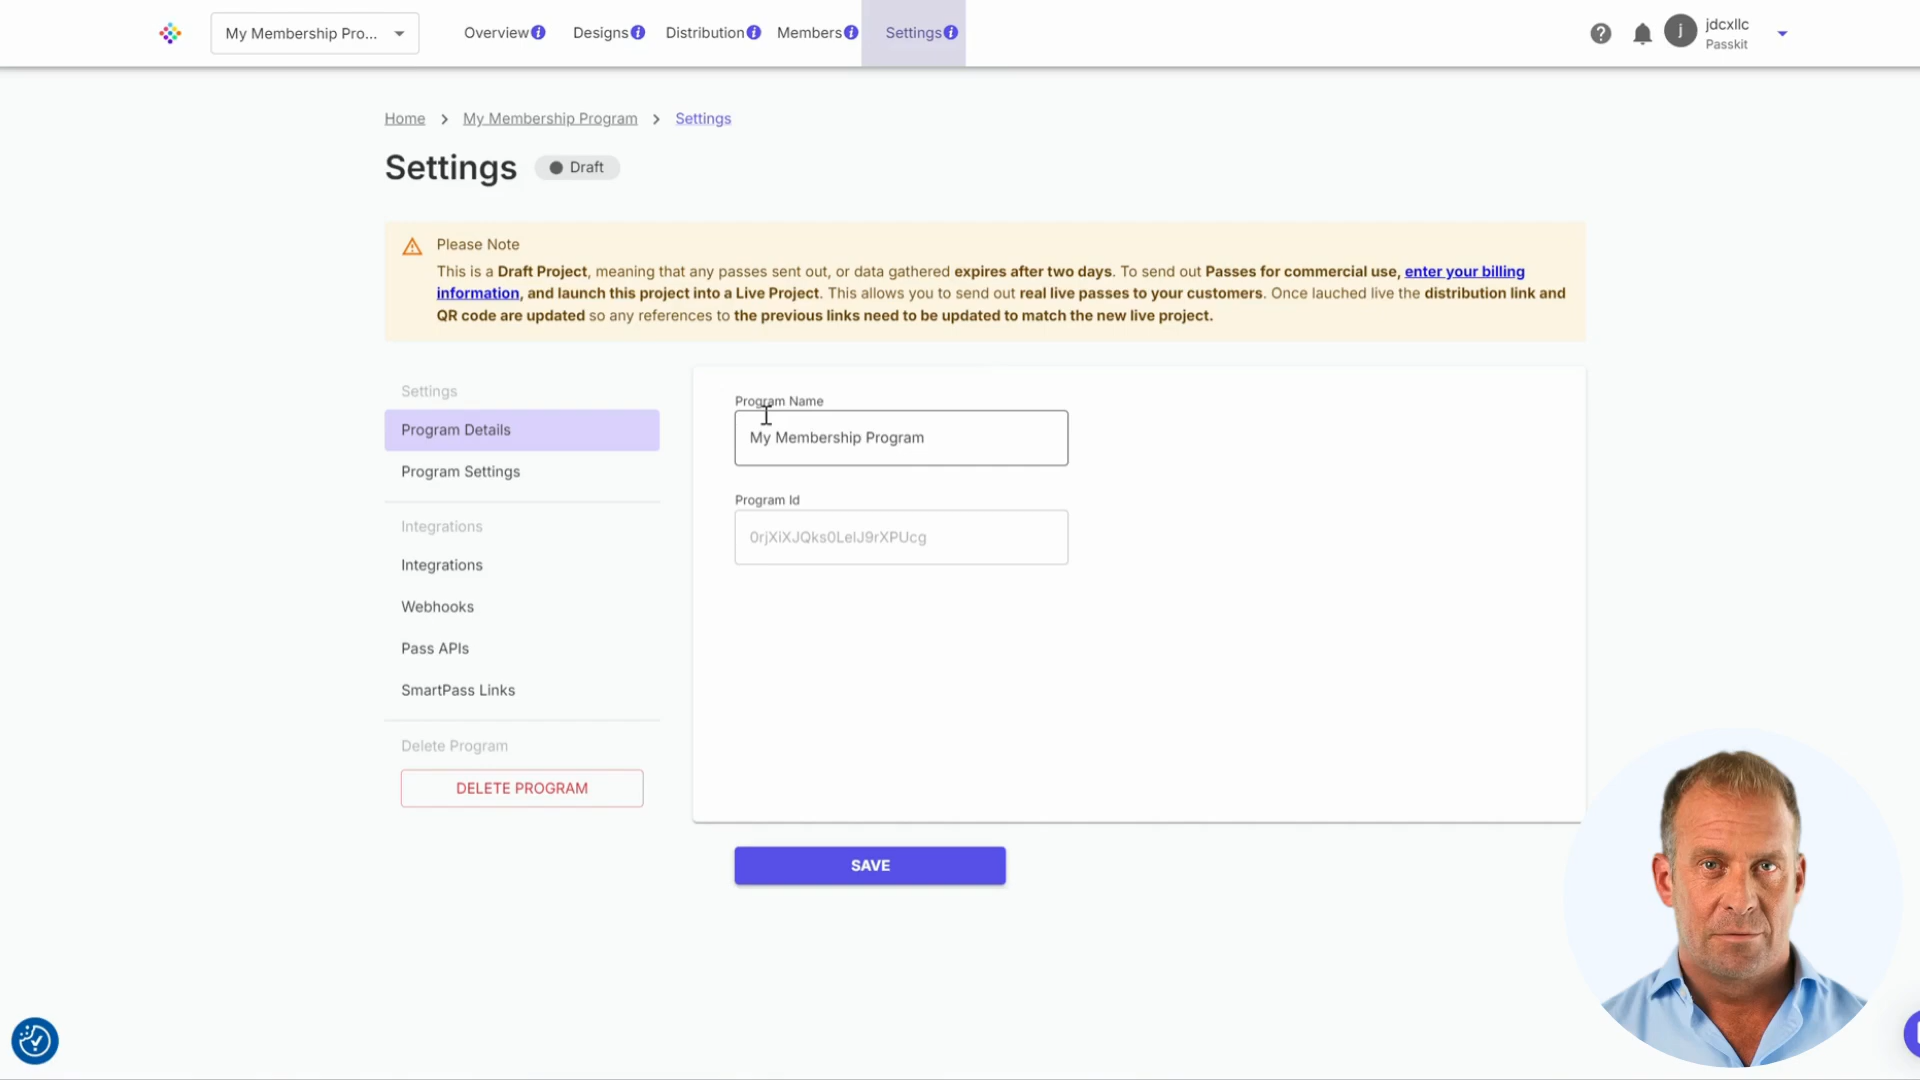 My Membership Pro...
Overview
Designs
Distribution
Members
Settings
j
jdcxllc
Passkit
Home > My Membership Program > Settings
Settings
Draft
Please Note
This is a Draft Project, meaning that any passes sent out, or data gathered expires after two days. To send out Passes for commercial use, enter your billing
information, and launch this project into a Live Project. This allows you to send out real live passes to your customers. Once lauched live the distribution link and
QR code are updated so any references to the previous links need to be updated to match the new live project.
Settings
Program Details
Program Settings
Integrations
Integrations
Webhooks
Pass APIs
SmartPass Links
Delete Program
DELETE PROGRAM
Program Name
My Membership Program
Program Id
0rjXiXJQks0LeIJ9rXPUcg
SAVE